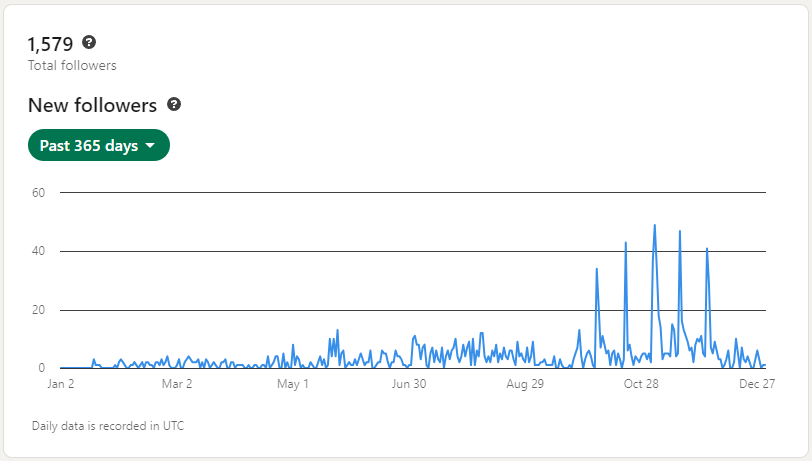 1,579
Total followers
New followers
Past 365 days
60
40
20
0
Jan 2 Mar 2 May 1 Jun 30 Aug 29 Oct 28 Dec 27
Daily data is recorded in UTC